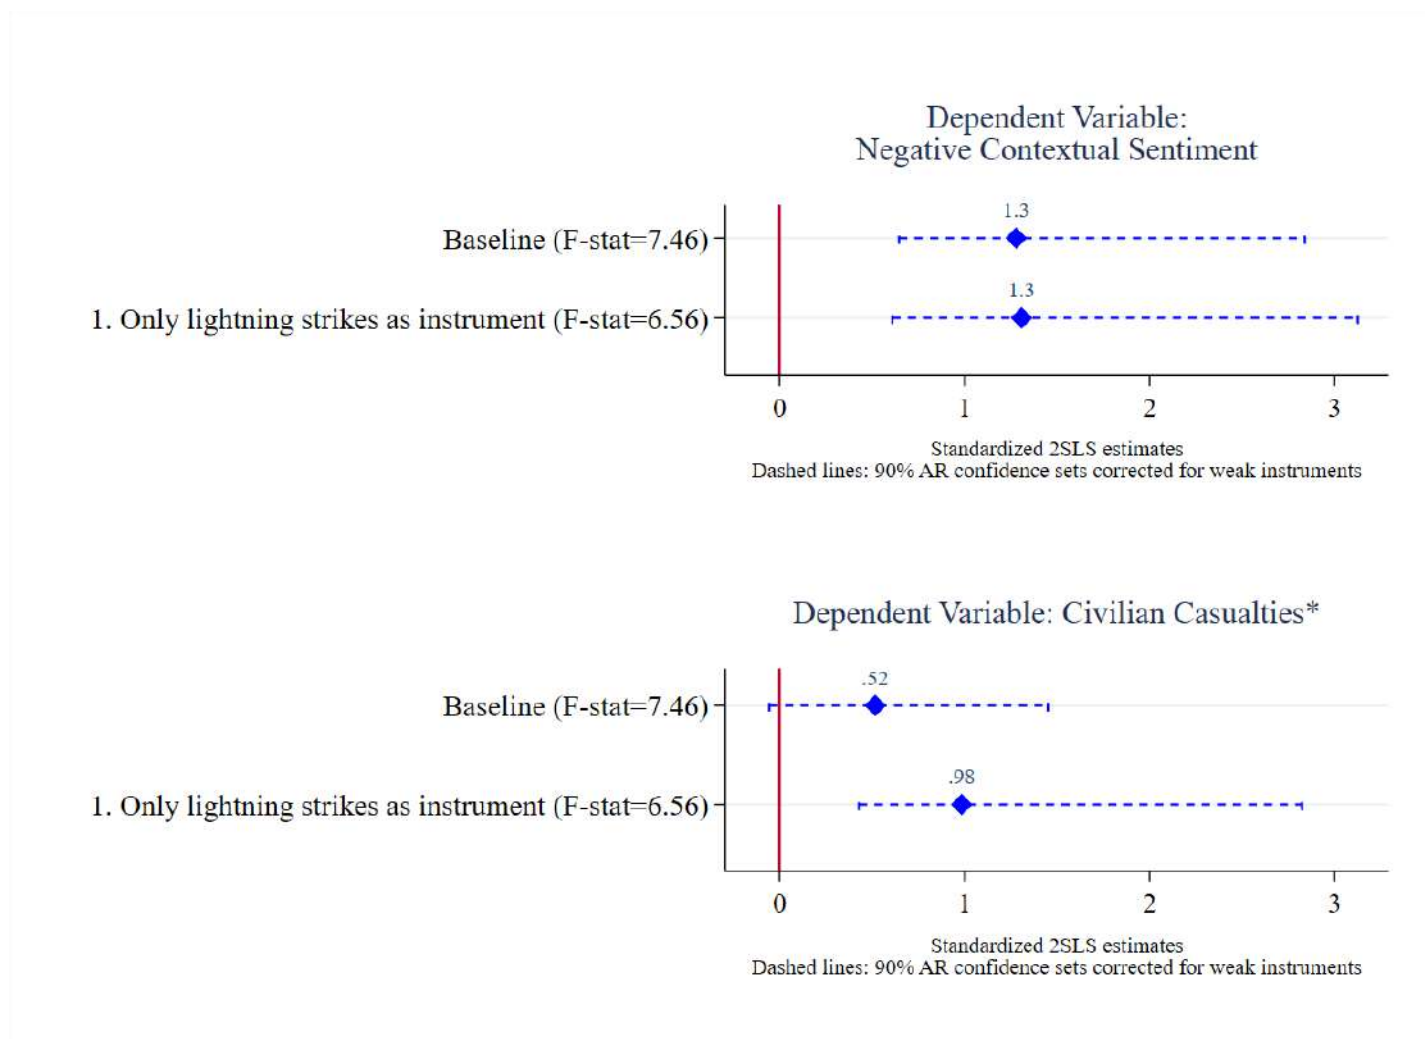 Dependent Variable:
Negative Contextual Sentiment
1.3
Baseline (F-stat=7.46)
1.3
1. Only lightning strikes as instrument (F-stat=6.56)
0 1 2 3
Standardized 2SLS estimates
Dashed lines: 90% AR confidence sets corrected for weak instruments
Dependent Variable: Civilian Casualties*
.52
Baseline (F-stat=7.46)
.98
1. Only lightning strikes as instrument (F-stat=6.56)
0 1 2 3
Standardized 2SLS estimates
Dashed lines: 90% AR confidence sets corrected for weak instruments